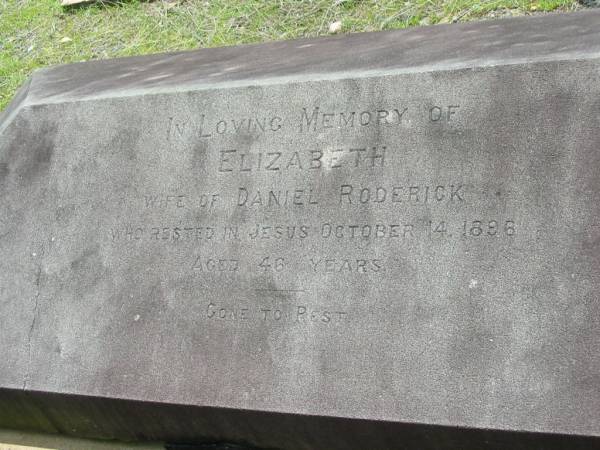 In Loving Memory of
Elizabeth
wife of Daniel Roderick
who rested in Jesus October 14, 1896
Aged 46 years
Gone to Rest